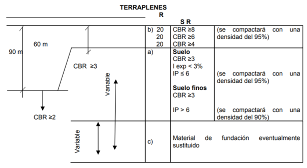 TERRAPLENES
R
S R
b) 20 CBR ≥8 (se compactará con una
20 CBR ≥6 densidad del 95%)
20 CBR ≥4
90 m
60 m
a) Suelo (se compactará con una
CBR ≥3 densidad del 95%)
I exp < 3%
IP ≤ 6
CBR ≥3
Suelo finos
CBR ≥3
Variable
IP > 6 (se compactará con una
densidad del 90%)
CBR ≥2
Variable
c) Material de fundación eventualmente
sustituido